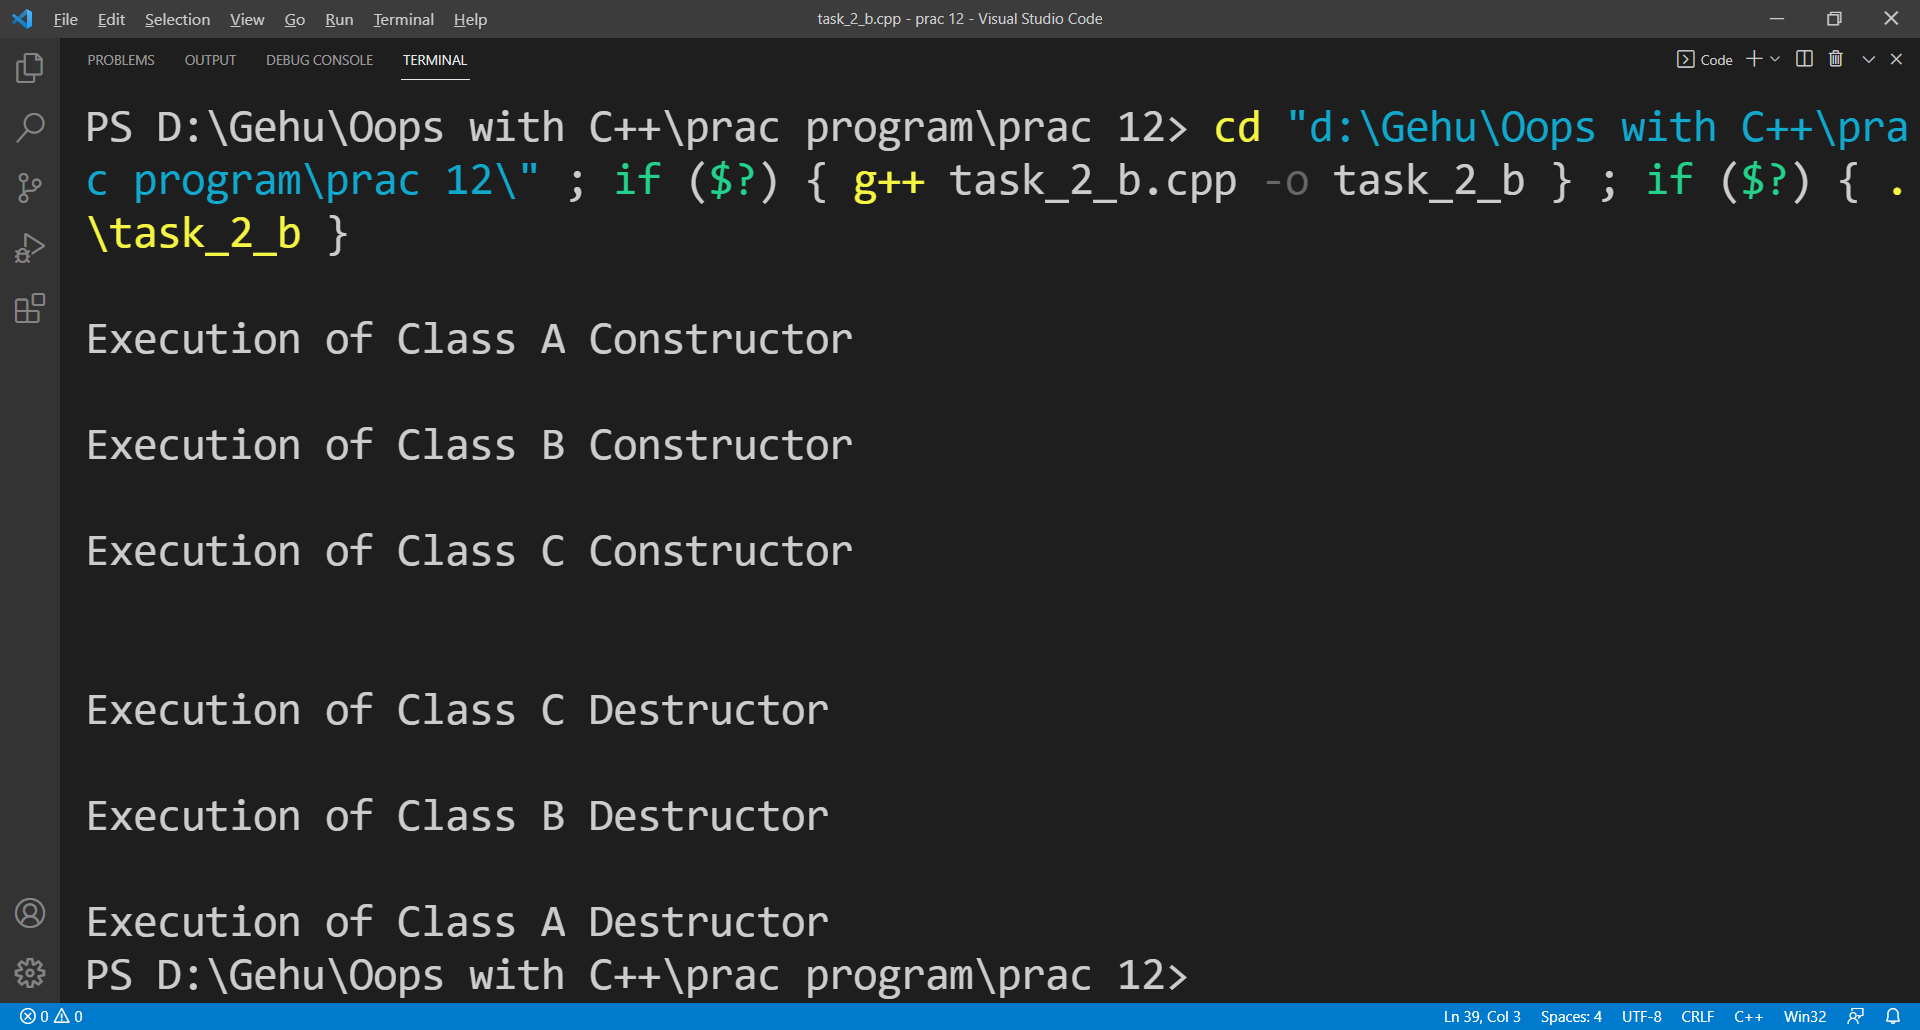 File Edit Selection View Go Run Terminal Help task_2_b.cpp - prac 12 - Visual Studio Code
PROBLEMS OUTPUT DEBUG CONSOLE TERMINAL Code
PS D:\Gehu\Oops with C++\prac program\prac 12> cd "d:\Gehu\Oops with C++\pra
c program\prac 12\" ; if ($?) { g++ task_2_b.cpp -o task_2_b } ; if ($?) { .
\task_2_b }
Execution of Class A Constructor
Execution of Class B Constructor
Execution of Class C Constructor
Execution of Class C Destructor
Execution of Class B Destructor
Execution of Class A Destructor
PS D:\Gehu\Oops with C++\prac program\prac 12>
0 0 Ln 39, Col 3 Spaces: 4 UTF-8 CRLF C++ Win32